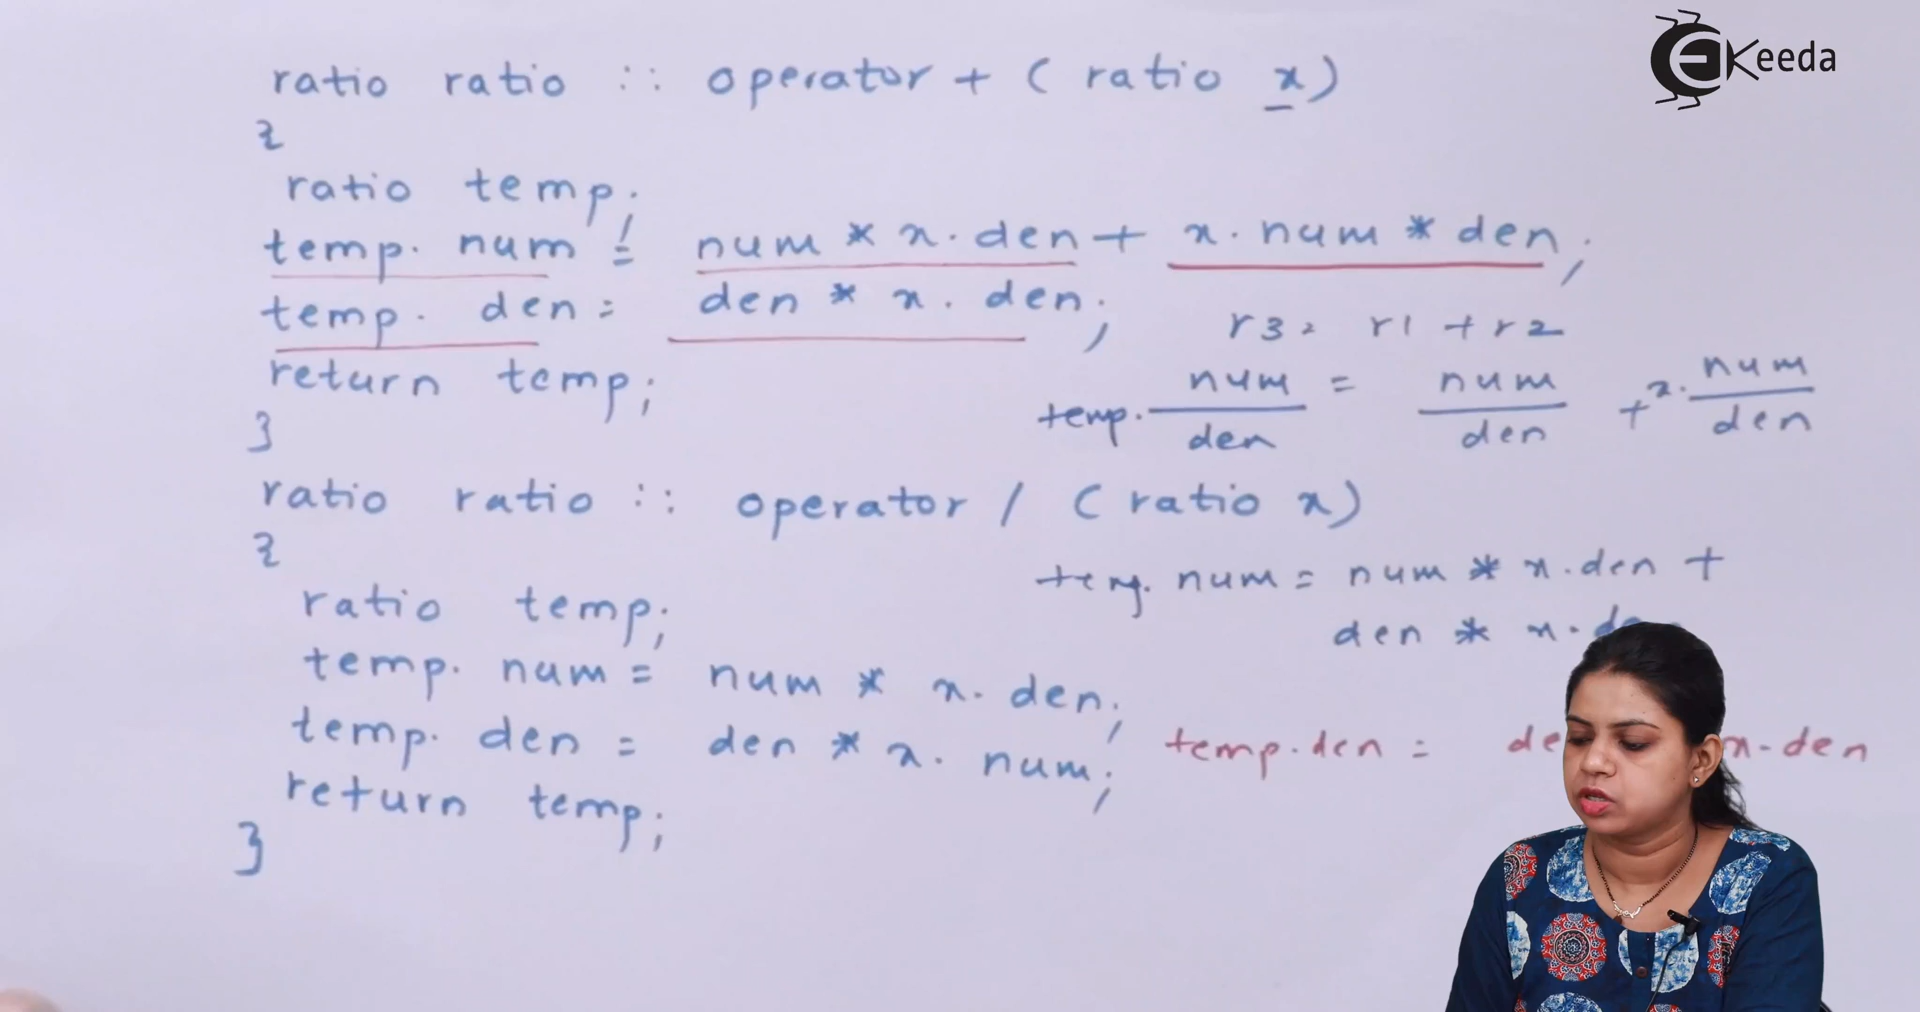 EKeeda
ratio ratio :: operator + ( ratio x)
{
ratio temp;
temp. num = num * x. den + x. num * den;
temp. den = den * x. den;
r3 = r1 + r2
return temp;
temp. num = num + x. num
den den den
}
ratio ratio :: operator / ( ratio x)
{
temp. num = num * x.den +
ratio temp;
den * x.
temp. num = num * x. den;
temp. den = den * x. num;
temp.den = x.den
return temp;
}